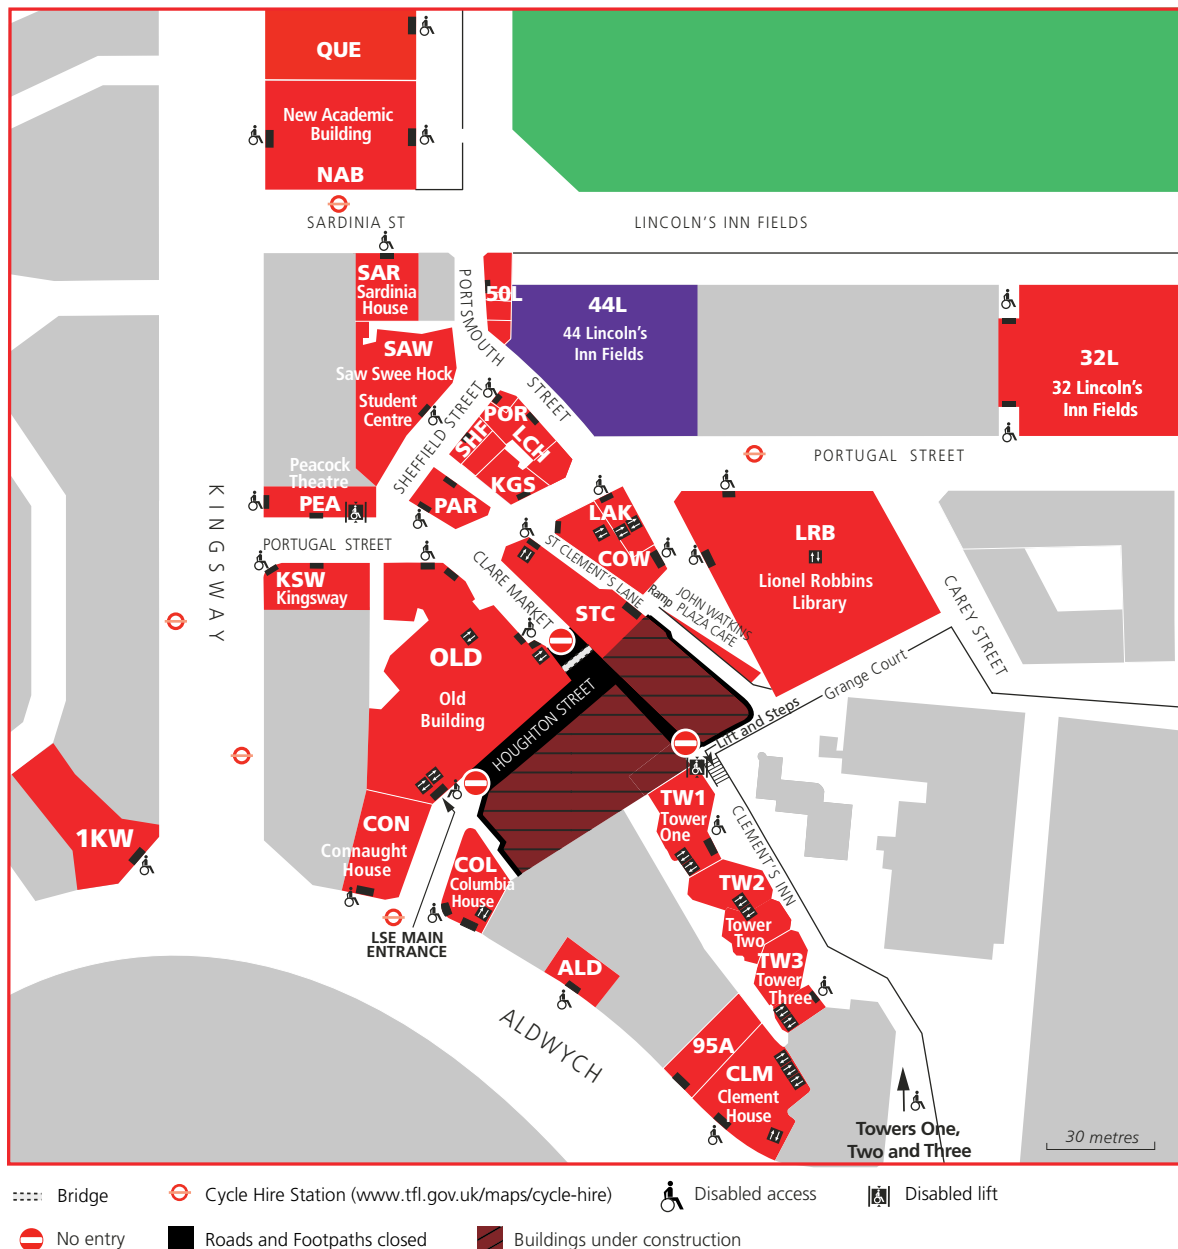 QUE
New Academic
Building
NAB
SARDINIA ST
LINCOLN'S INN FIELDS
SAR
Sardinia
House
PORTSMOUTH
STREET
50L
44L
44 Lincoln's
Inn Fields
32L
32 Lincoln's
Inn Fields
SAW
Saw Swee Hock
Student
Centre
SHEFFIELD STREET
POR
SHF
LCH
KGS
PAR
PORTUGAL STREET
Peacock
Theatre
PEA
PORTUGAL STREET
KINGSWAY
KSW
Kingsway
CLARE MARKET
LAK
COW
ST CLEMENT'S LANE
STC
Ramp
JOHN WATKINS
PLAZA CAFE
LRB
Lionel Robbins
Library
CAREY STREET
Grange Court
OLD
Old
Building
HOUGHTON STREET
Lift and Steps
CLEMENT'S INN
1KW
CON
Connaught
House
COL
Columbia
House
LSE MAIN
ENTRANCE
TW1
Tower
One
TW2
Tower
Two
TW3
Tower
Three
ALD
ALDWYCH
95A
CLM
Clement
House
Towers One,
Two and Three
30 metres
Bridge
Cycle Hire Station (www.tfl.gov.uk/maps/cycle-hire)
Disabled access
Disabled lift
No entry
Roads and Footpaths closed
Buildings under construction